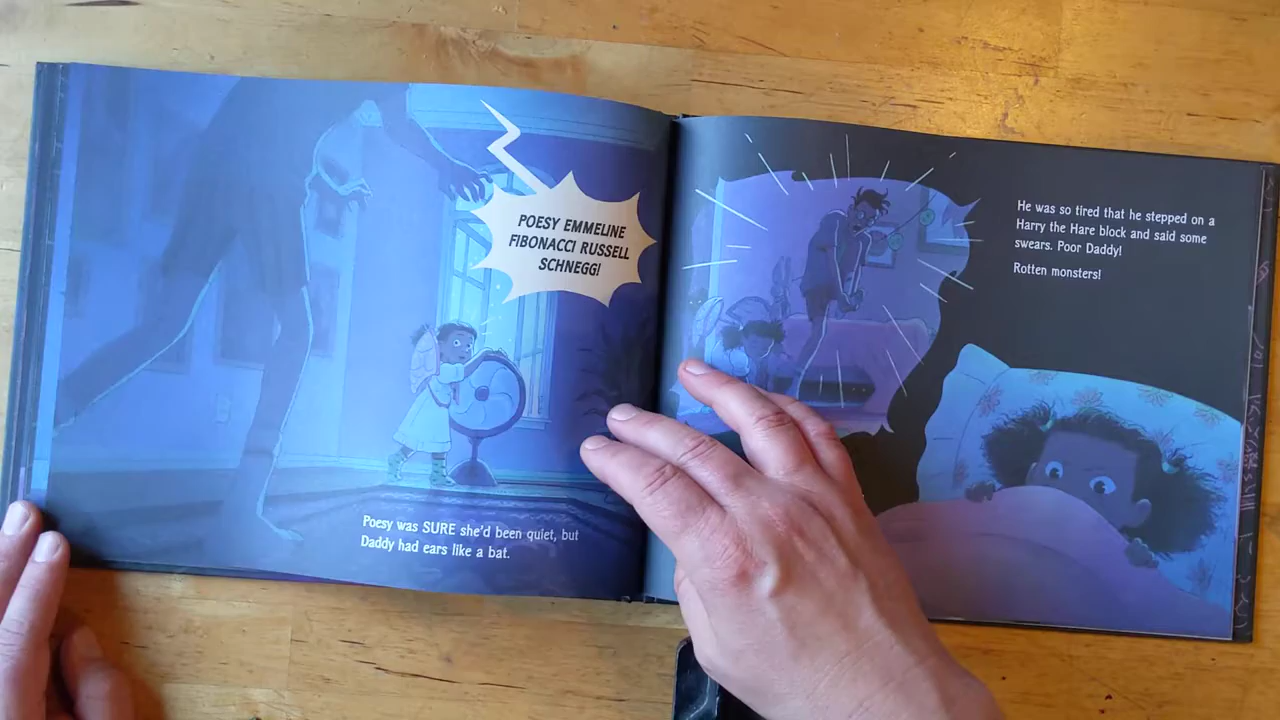 POESY EMMELINE
FIBONACCI RUSSELL
SCHNEGG!
Poesy was SURE she'd been quiet, but
Daddy had ears like a bat.
He was so tired that he stepped on a
Harry the Hare block and said some
swears. Poor Daddy!
Rotten monsters!